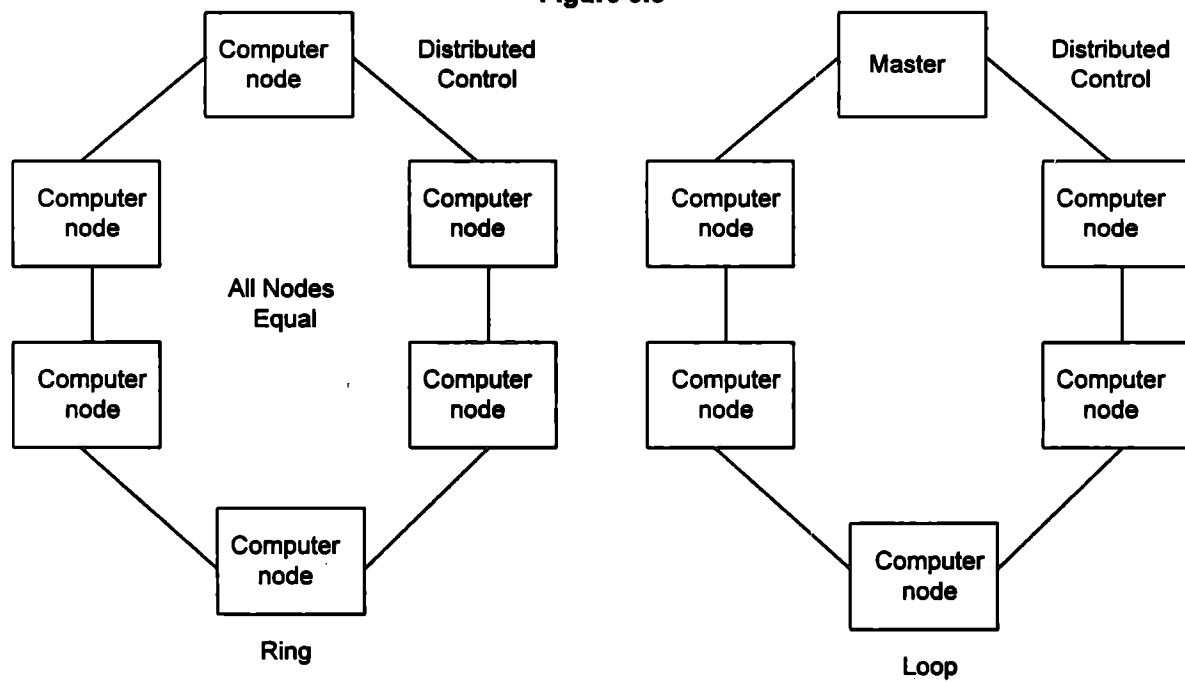 Computer
node
Distributed
Control
Computer
node
Computer
node
All Nodes
Equal
Computer
node
Computer
node
Computer
node
Ring
Master
Distributed
Control
Computer
node
Computer
node
Computer
node
Computer
node
Computer
node
Loop